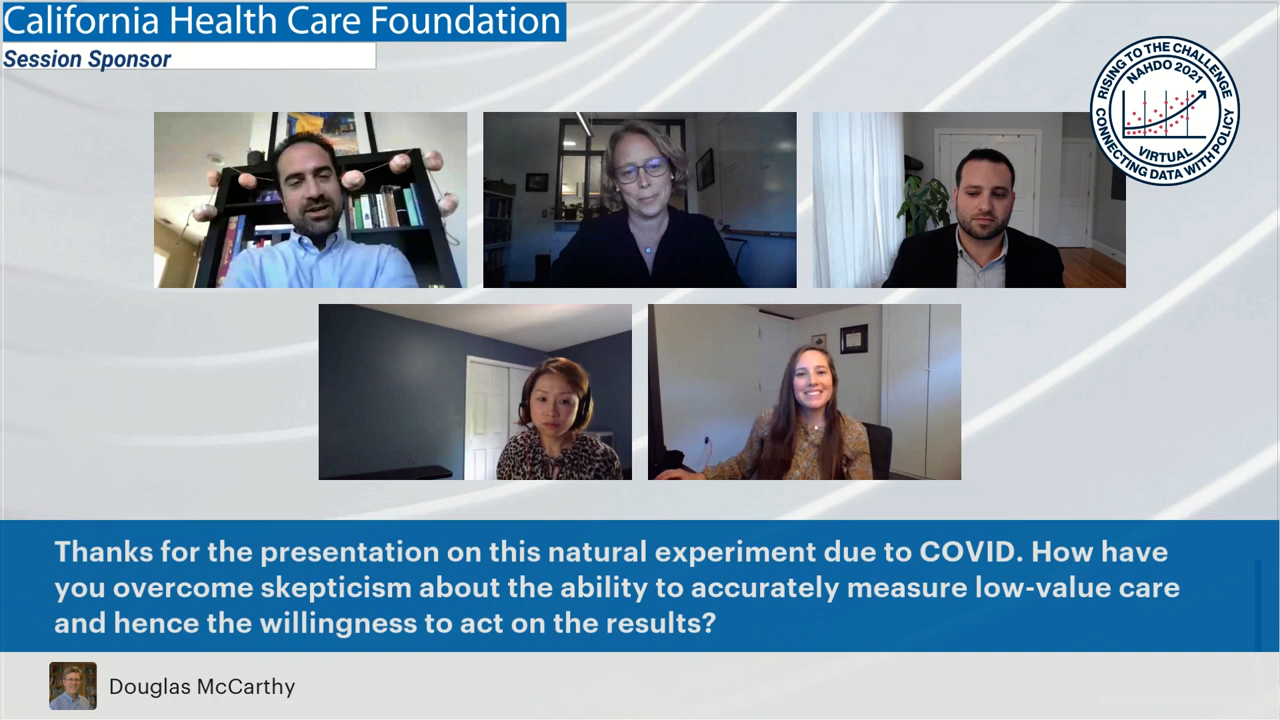 California Health Care Foundation
Session Sponsor
RISING TO THE CHALLENGE
NAHDO 2021
VIRTUAL
CONNECTING DATA WITH POLICY
Thanks for the presentation on this natural experiment due to COVID. How have
you overcome skepticism about the ability to accurately measure low-value care
and hence the willingness to act on the results?
Douglas McCarthy